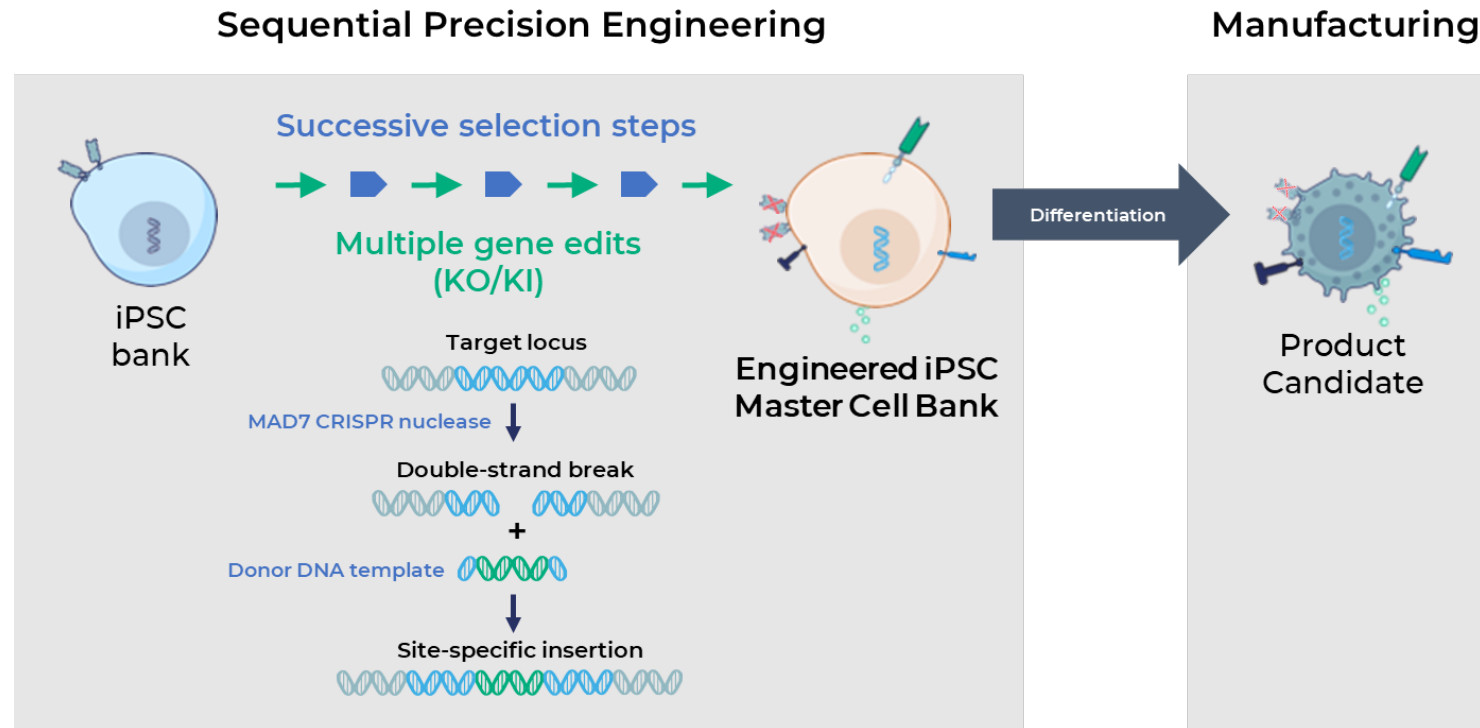 Sequential Precision Engineering
Manufacturing
Successive selection steps
Multiple gene edits
(KO/KI)
iPSC
bank
Target locus
MAD7 CRISPR nuclease
Double-strand break
+
Donor DNA template
Site-specific insertion
Engineered iPSC
Master Cell Bank
Differentiation
Product
Candidate